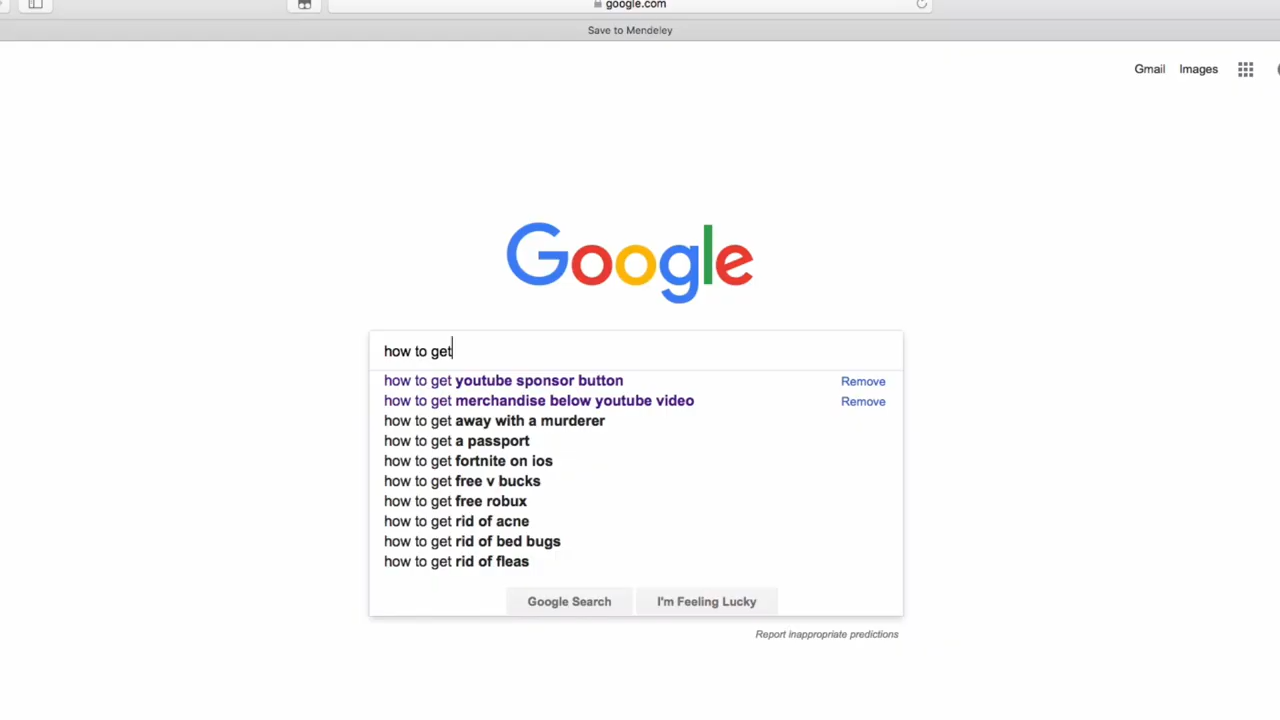 google.com
Save to Mendeley
Gmail Images
Google
how to get
how to get youtube sponsor button Remove
how to get merchandise below youtube video Remove
how to get away with a murderer
how to get a passport
how to get fortnite on ios
how to get free v bucks
how to get free robux
how to get rid of acne
how to get rid of bed bugs
how to get rid of fleas
Google Search I'm Feeling Lucky
Report inappropriate predictions